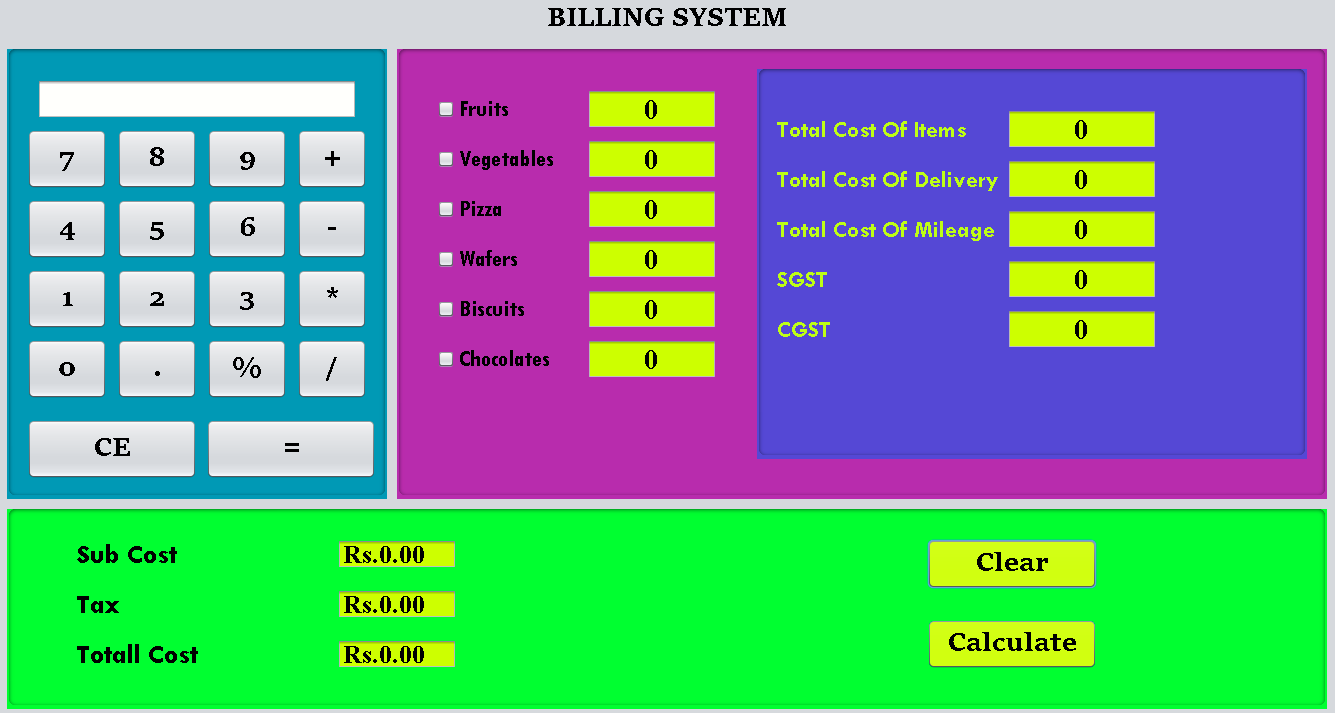 BILLING SYSTEM
7 8 9 +
4 5 6 -
1 2 3 *
0 . % /
CE =
Fruits 0
Vegetables 0
Pizza 0
Wafers 0
Biscuits 0
Chocolates 0
Total Cost Of Items 0
Total Cost Of Delivery 0
Total Cost Of Mileage 0
SGST 0
CGST 0
Sub Cost Rs.0.00
Tax Rs.0.00
Totall Cost Rs.0.00
Clear
Calculate